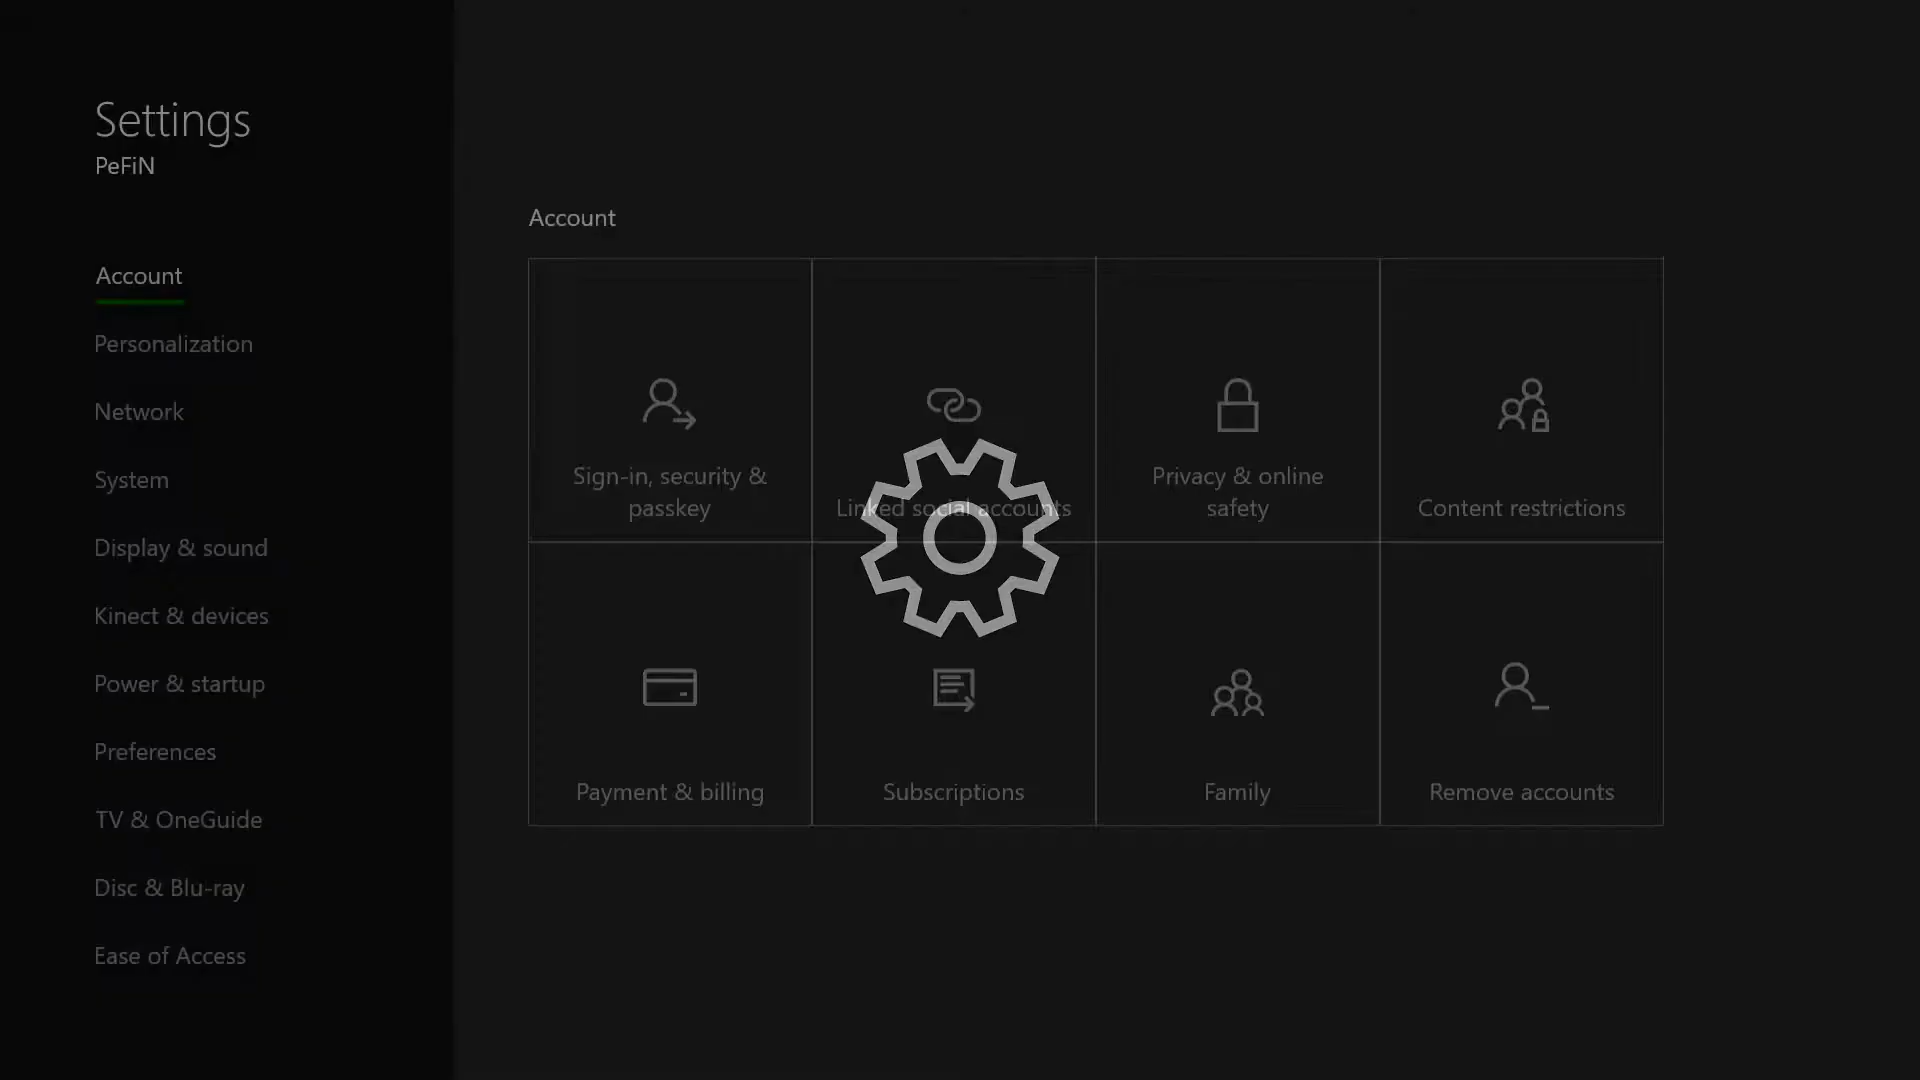 Settings
PeFiN
Account
Personalization
Network
System
Display & sound
Kinect & devices
Power & startup
Preferences
TV & OneGuide
Disc & Blu-ray
Ease of Access
Account
Sign-in, security &
passkey
Linked social accounts
Privacy & online
safety
Content restrictions
Payment & billing
Subscriptions
Family
Remove accounts